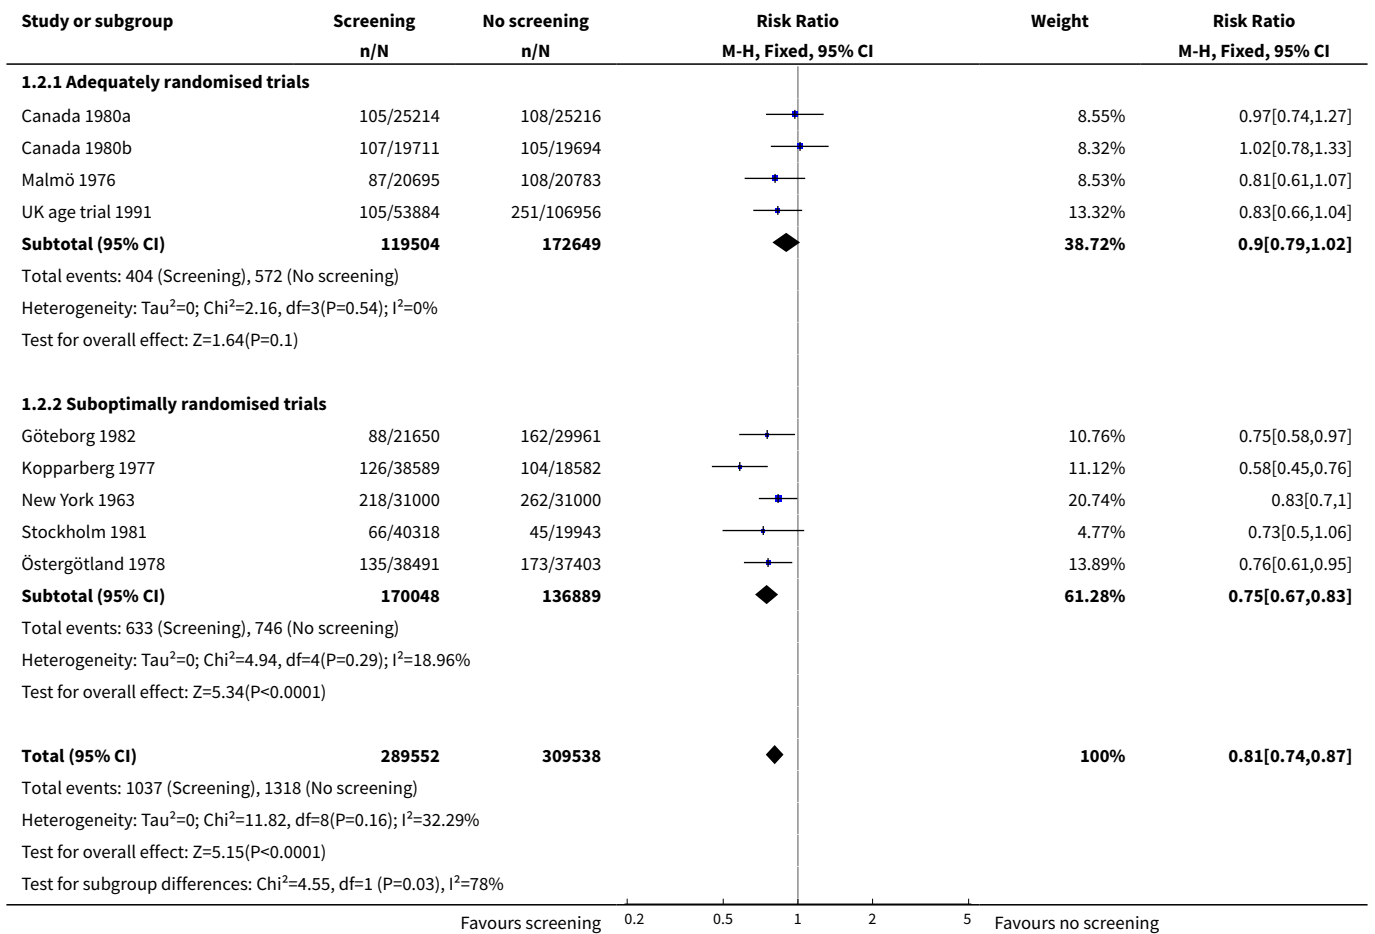 Study or subgroup Screening No screening Risk Ratio Weight Risk Ratio
n/N n/N M-H, Fixed, 95% CI M-H, Fixed, 95% CI
1.2.1 Adequately randomised trials
Canada 1980a 105/25214 108/25216 8.55% 0.97[0.74,1.27]
Canada 1980b 107/19711 105/19694 8.32% 1.02[0.78,1.33]
Malmö 1976 87/20695 108/20783 8.53% 0.81[0.61,1.07]
UK age trial 1991 105/53884 251/106956 13.32% 0.83[0.66,1.04]
Subtotal (95% CI) 119504 172649 38.72% 0.9[0.79,1.02]
Total events: 404 (Screening), 572 (No screening)
Heterogeneity: Tau²=0; Chi²=2.16, df=3(P=0.54); I²=0%
Test for overall effect: Z=1.64(P=0.1)
1.2.2 Suboptimally randomised trials
Göteborg 1982 88/21650 162/29961 10.76% 0.75[0.58,0.97]
Kopparberg 1977 126/38589 104/18582 11.12% 0.58[0.45,0.76]
New York 1963 218/31000 262/31000 20.74% 0.83[0.7,1]
Stockholm 1981 66/40318 45/19943 4.77% 0.73[0.5,1.06]
Östergötland 1978 135/38491 173/37403 13.89% 0.76[0.61,0.95]
Subtotal (95% CI) 170048 136889 61.28% 0.75[0.67,0.83]
Total events: 633 (Screening), 746 (No screening)
Heterogeneity: Tau²=0; Chi²=4.94, df=4(P=0.29); I²=18.96%
Test for overall effect: Z=5.34(P<0.0001)
Total (95% CI) 289552 309538 100% 0.81[0.74,0.87]
Total events: 1037 (Screening), 1318 (No screening)
Heterogeneity: Tau²=0; Chi²=11.82, df=8(P=0.16); I²=32.29%
Test for overall effect: Z=5.15(P<0.0001)
Test for subgroup differences: Chi²=4.55, df=1 (P=0.03), I²=78%
Favours screening 0.2 0.5 1 2 5 Favours no screening